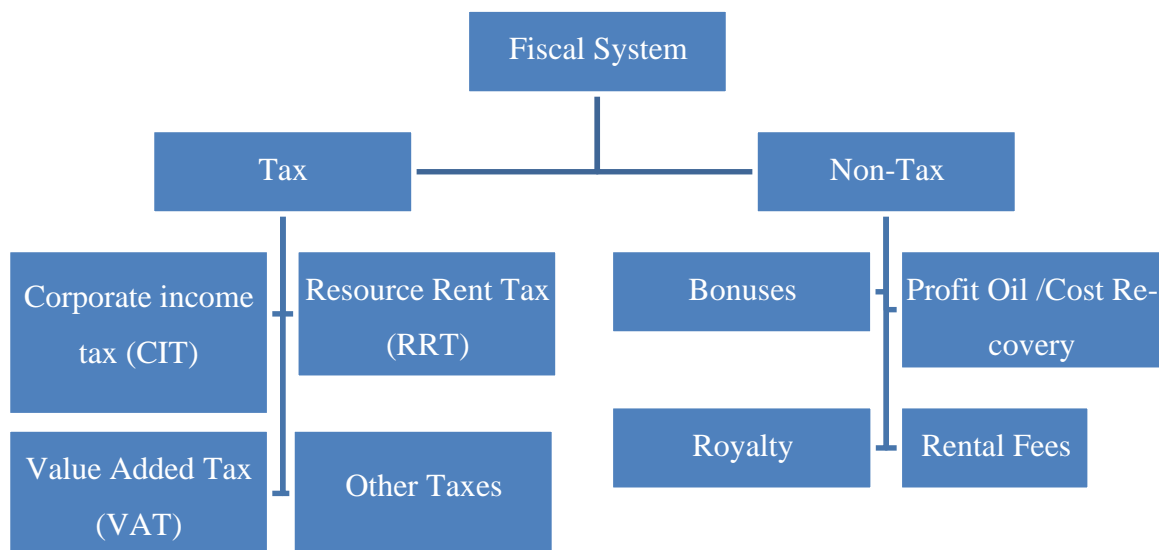 Fiscal System
Tax
Non-Tax
Corporate income
tax (CIT)
Resource Rent Tax
(RRT)
Bonuses
Profit Oil /Cost Re-
covery
Value Added Tax
(VAT)
Other Taxes
Royalty
Rental Fees